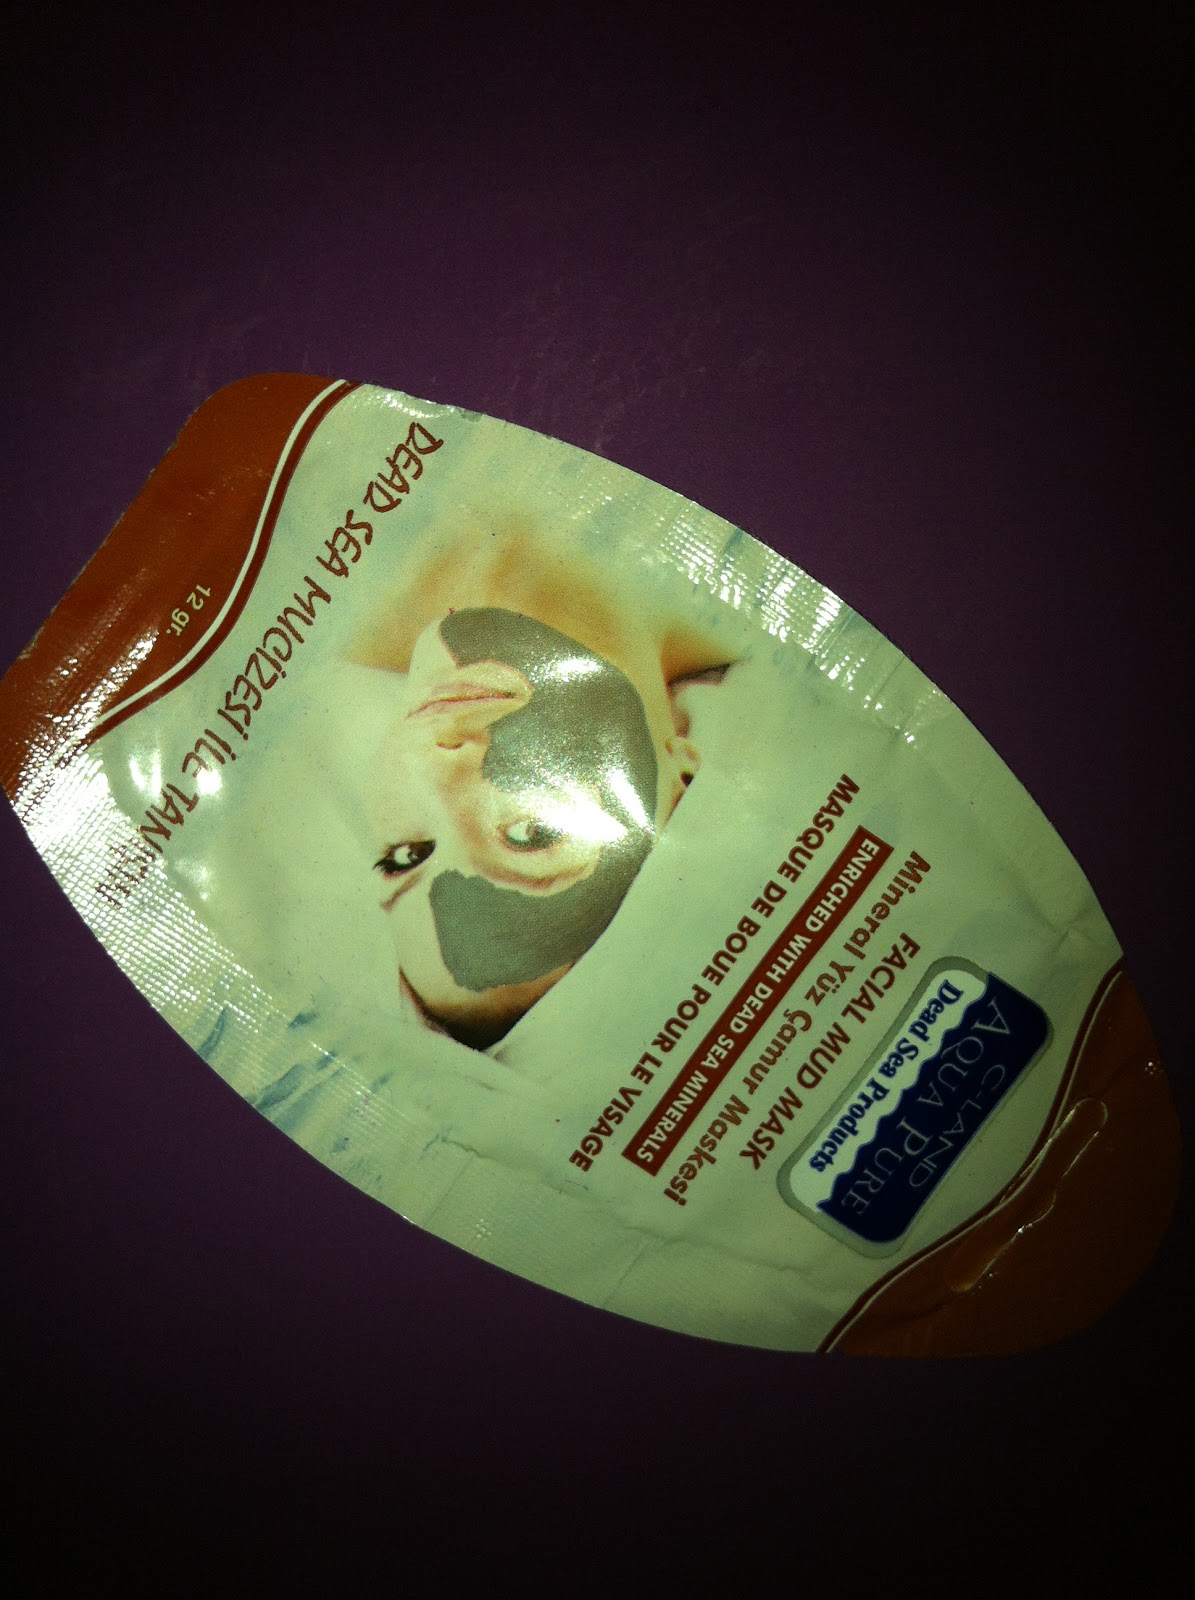 C-LAND
AQUA PURE
Dead Sea Products
FACIAL MUD MASK
Mineral Yüz Çamur Maskesi
ENRICHED WITH DEAD SEA MINERALS
MASQUE DE BOUE POUR LE VISAGE
DEAD SEA MUCİZESİ İLE
12 gr.